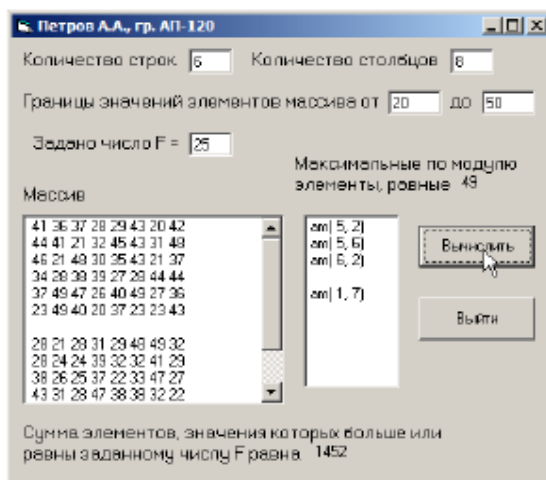 Петров А.А., гр. АП-120
Количество строк 6 Количество столбцов 8
Границы значений элементов массива от 20 до 50
Задано число F = 25
Максимальные по модулю
элементы, равные 49
Массив
41 36 37 28 29 43 20 42
44 41 21 32 45 43 31 48
46 21 48 30 35 43 21 37
34 28 38 39 27 28 44 44
37 49 47 26 40 49 27 36
23 49 40 20 37 23 23 43
28 21 28 31 29 48 49 32
28 24 24 39 32 32 41 29
38 26 25 37 22 33 47 27
43 31 28 47 38 38 32 22
am( 5, 2)
am( 5, 6)
am( 6, 2)
am( 1, 7)
Вычислить
Выйти
Сумма элементов, значения которых больше или
равны заданному числу F равна 1452